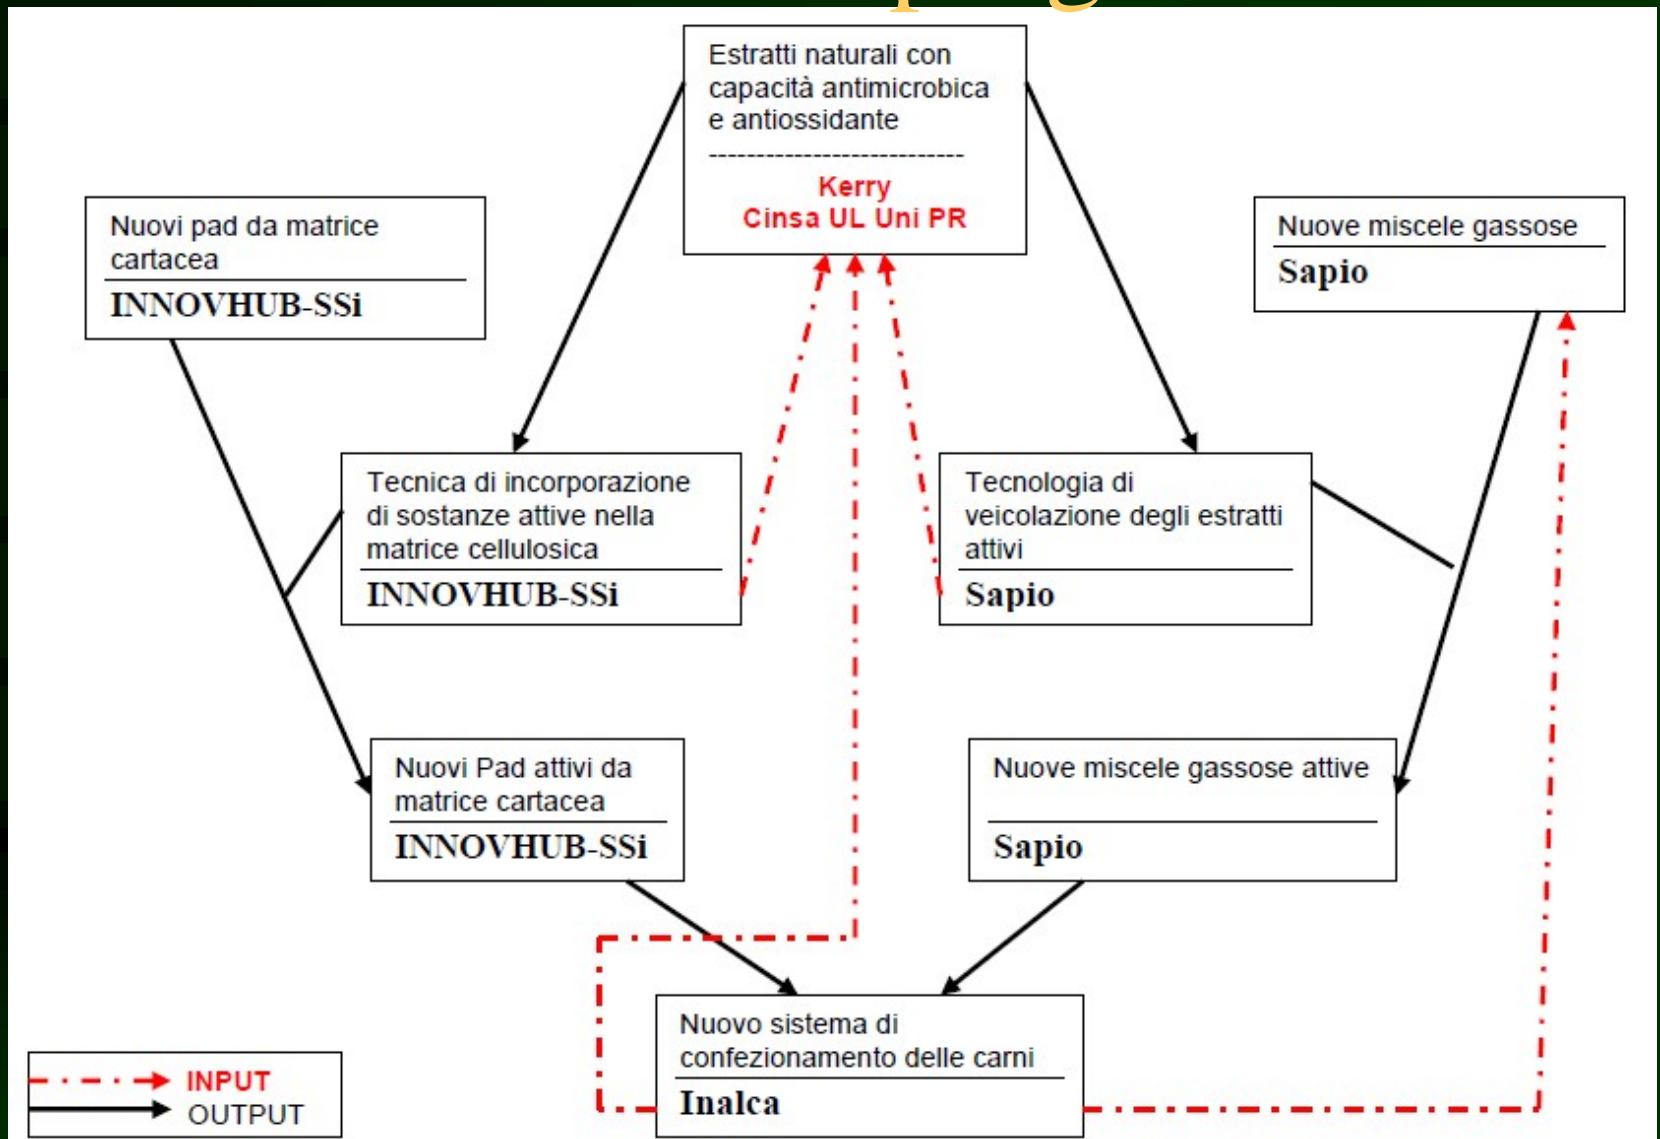 Estratti naturali con
capacità antimicrobica
e antiossidante
---------------------------
Kerry
Cinsa UL Uni PR
Nuovi pad da matrice
cartacea
INNOVHUB-SSi
Nuove miscele gassose
Sapio
Tecnica di incorporazione
di sostanze attive nella
matrice cellulosica
INNOVHUB-SSi
Tecnologia di
veicolazione degli estratti
attivi
Sapio
Nuovi Pad attivi da
matrice cartacea
INNOVHUB-SSi
Nuove miscele gassose attive
Sapio
Nuovo sistema di
confezionamento delle carni
Inalca
INPUT
OUTPUT